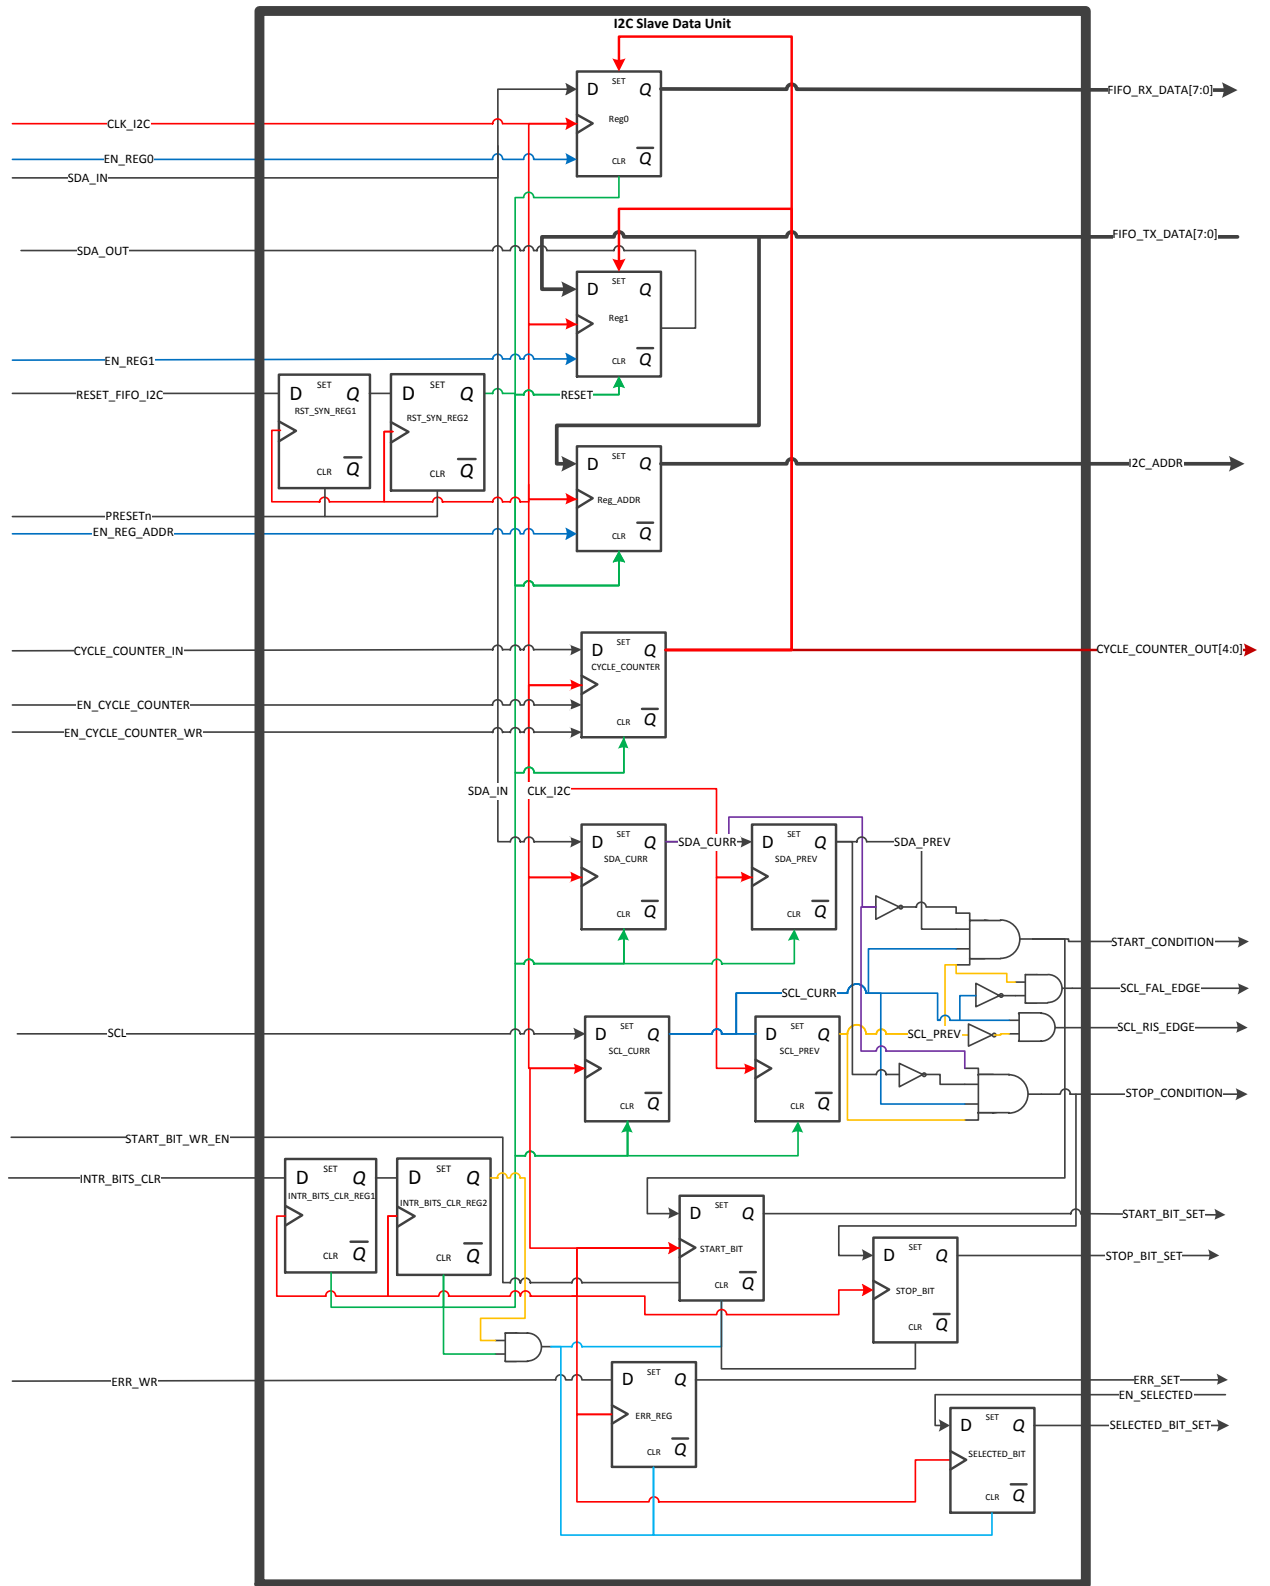 I2C Slave Data Unit
SET
D Q
Reg0
CLR Q
FIFO_RX_DATA[7:0]
CLK_I2C
EN_REG0
SDA_IN
SDA_OUT
FIFO_TX_DATA[7:0]
SET
D Q
Reg1
CLR Q
EN_REG1
RESET_FIFO_I2C
SET
D Q
RST_SYN_REG1
CLR Q
SET
D Q
RST_SYN_REG2
CLR Q
RESET
SET
D Q
Reg_ADDR
CLR Q
I2C_ADDR
PRESETn
EN_REG_ADDR
CYCLE_COUNTER_IN
SET
D Q
CYCLE_COUNTER
CLR Q
CYCLE_COUNTER_OUT[4:0]
EN_CYCLE_COUNTER
EN_CYCLE_COUNTER_WR
SDA_IN
CLK_I2C
SET
D Q
SDA_CURR
CLR Q
SDA_CURR
SET
D Q
SDA_PREV
CLR Q
SDA_PREV
START_CONDITION
SCL_CURR
SCL_FAL_EDGE
SCL
SET
D Q
SCL_CURR
CLR Q
SET
D Q
SCL_PREV
CLR Q
SCL_PREV
SCL_RIS_EDGE
STOP_CONDITION
START_BIT_WR_EN
INTR_BITS_CLR
SET
D Q
INTR_BITS_CLR_REG1
CLR Q
SET
D Q
INTR_BITS_CLR_REG2
CLR Q
SET
D Q
START_BIT
CLR Q
START_BIT_SET
SET
D Q
STOP_BIT
CLR Q
STOP_BIT_SET
ERR_WR
SET
D Q
ERR_REG
CLR Q
ERR_SET
EN_SELECTED
SET
D Q
SELECTED_BIT
CLR Q
SELECTED_BIT_SET